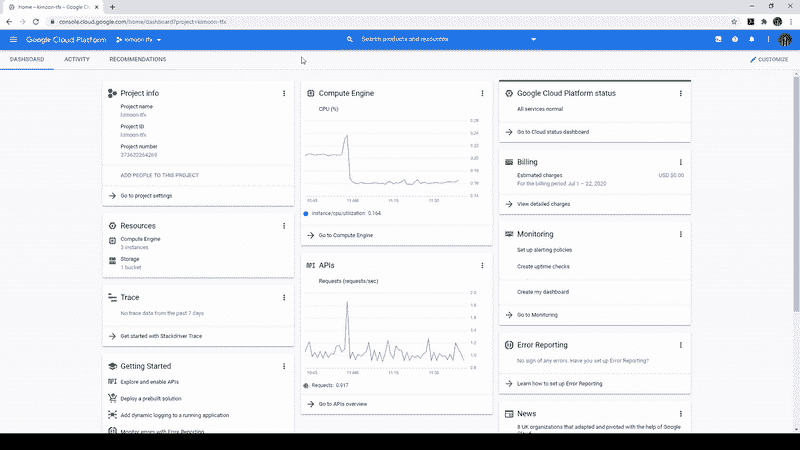 Home – kimoon-tfx – Google Clo
console.cloud.google.com/home/dashboard?project=kimoon-tfx
Google Cloud Platform
kimoon-tfx
Search products and resources
DASHBOARD
ACTIVITY
RECOMMENDATIONS
CUSTOMIZE
Project info
Project name
kimoon-tfx
Project ID
kimoon-tfx
Project number
373622264269
ADD PEOPLE TO THIS PROJECT
Go to project settings
Resources
Compute Engine
3 instances
Storage
1 bucket
Trace
No trace data from the past 7 days
Get started with Stackdriver Trace
Getting Started
API
Explore and enable APIs
Deploy a prebuilt solution
Add dynamic logging to a running application
Monitor errors with Error Reporting
Compute Engine
CPU (%)
0.28
0.24
0.22
0.2
0.18
0.16
0.14
10:45
11 AM
11:15
11:30
instance/cpu/utilization: 0.164
Go to Compute Engine
API
APIs
Requests (requests/sec)
2.0
1.8
1.6
1.4
1.2
1.0
0.8
10:45
11 AM
11:15
11:30
Requests: 0.917
Go to APIs overview
Google Cloud Platform status
All services normal
Go to Cloud status dashboard
Billing
Estimated charges
USD $0.00
For the billing period Jul 1 – 22, 2020
View detailed charges
Monitoring
Set up alerting policies
Create uptime checks
Create my dashboard
Go to Monitoring
Error Reporting
No sign of any errors. Have you set up Error Reporting?
Learn how to set up Error Reporting
News
8 UK organizations that adapted and pivoted with the help of Google